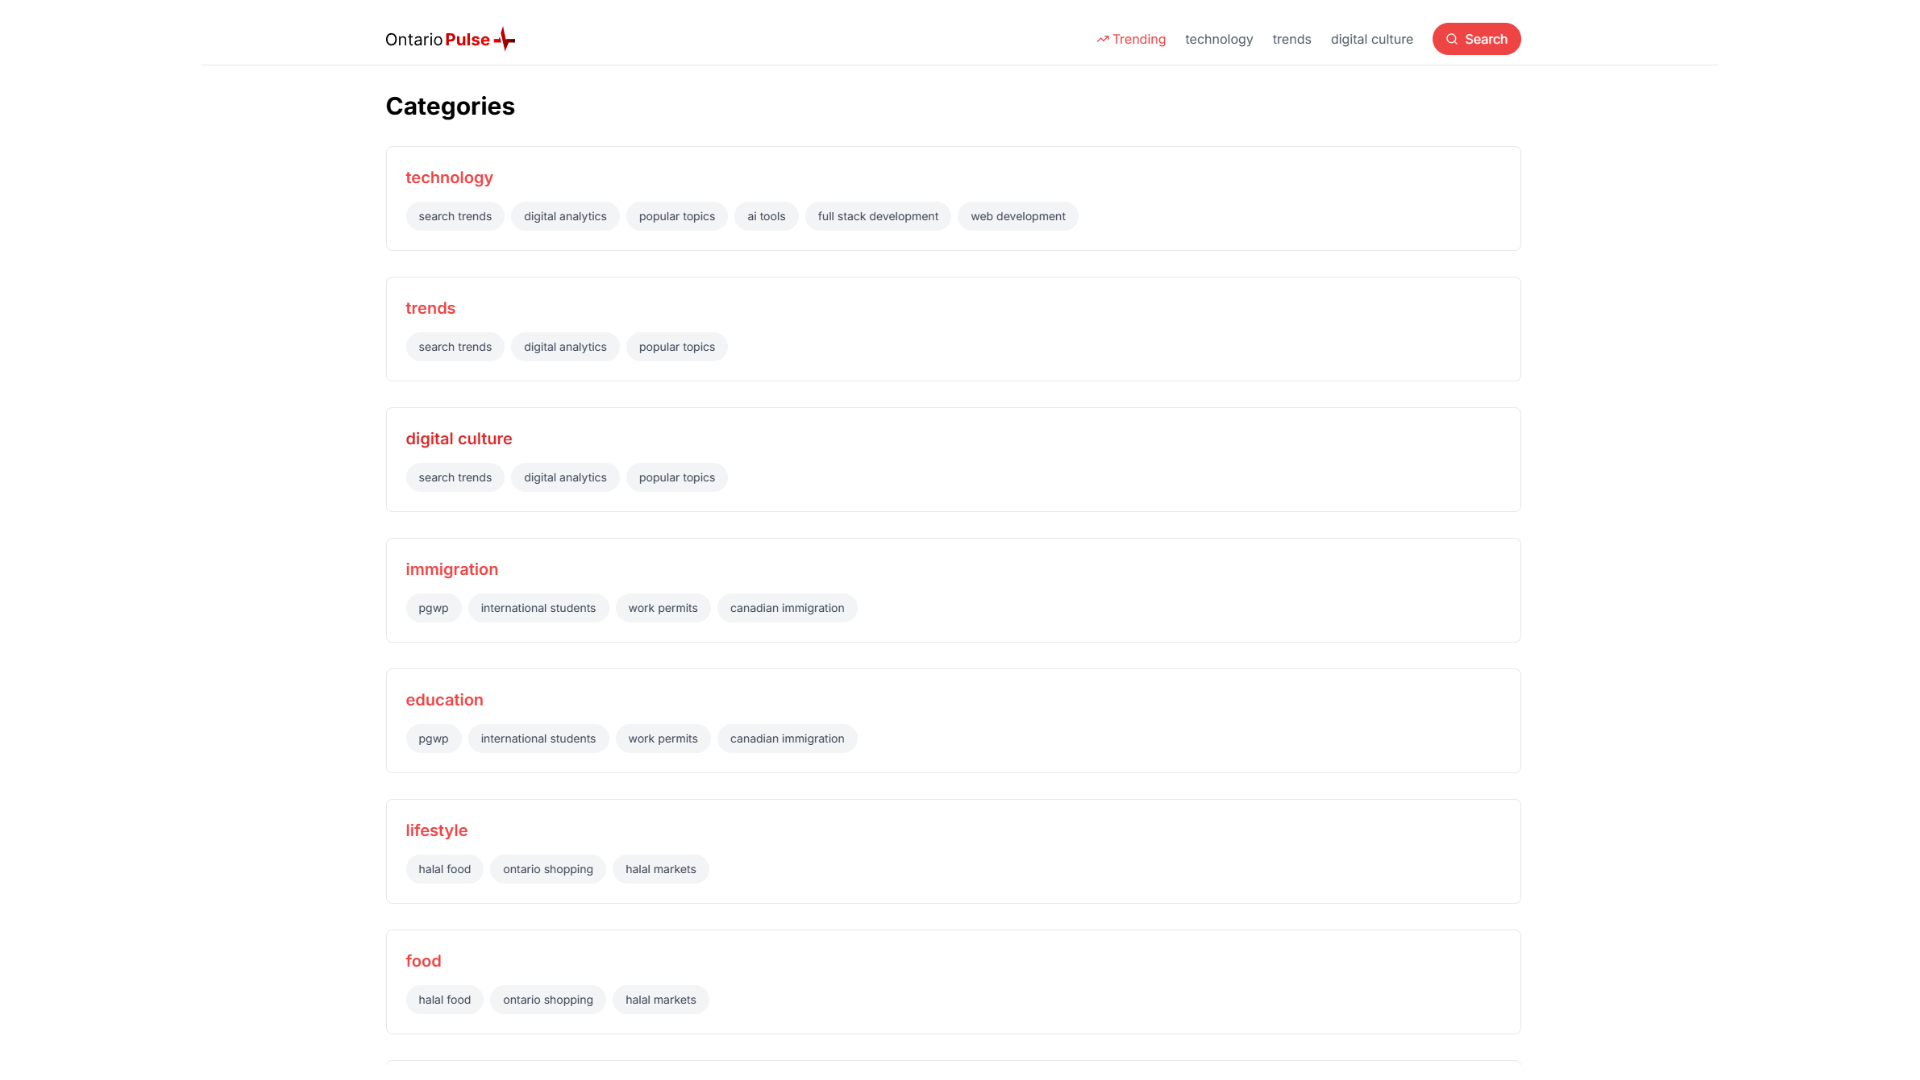 Ontario Pulse Trending technology trends digital culture Search
Categories
technology
search trends digital analytics popular topics ai tools full stack development web development
trends
search trends digital analytics popular topics
digital culture
search trends digital analytics popular topics
immigration
pgwp international students work permits canadian immigration
education
pgwp international students work permits canadian immigration
lifestyle
halal food ontario shopping halal markets
food
halal food ontario shopping halal markets